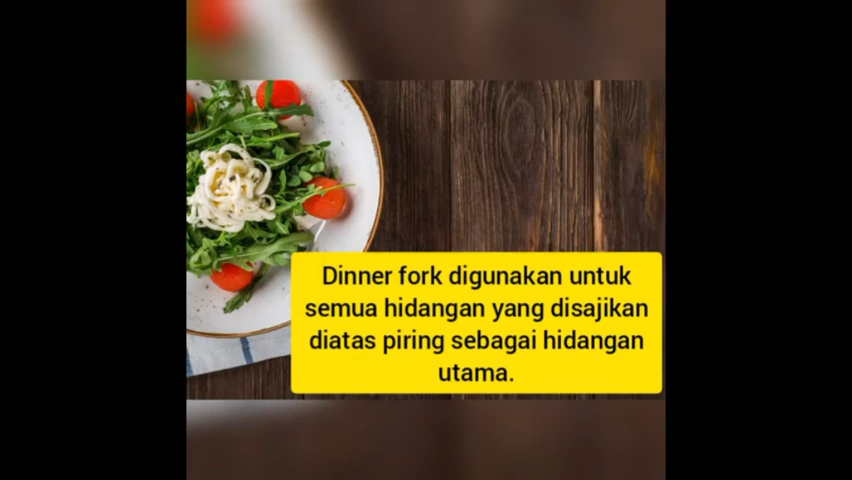 Dinner fork digunakan untuk
semua hidangan yang disajikan
diatas piring sebagai hidangan
utama.